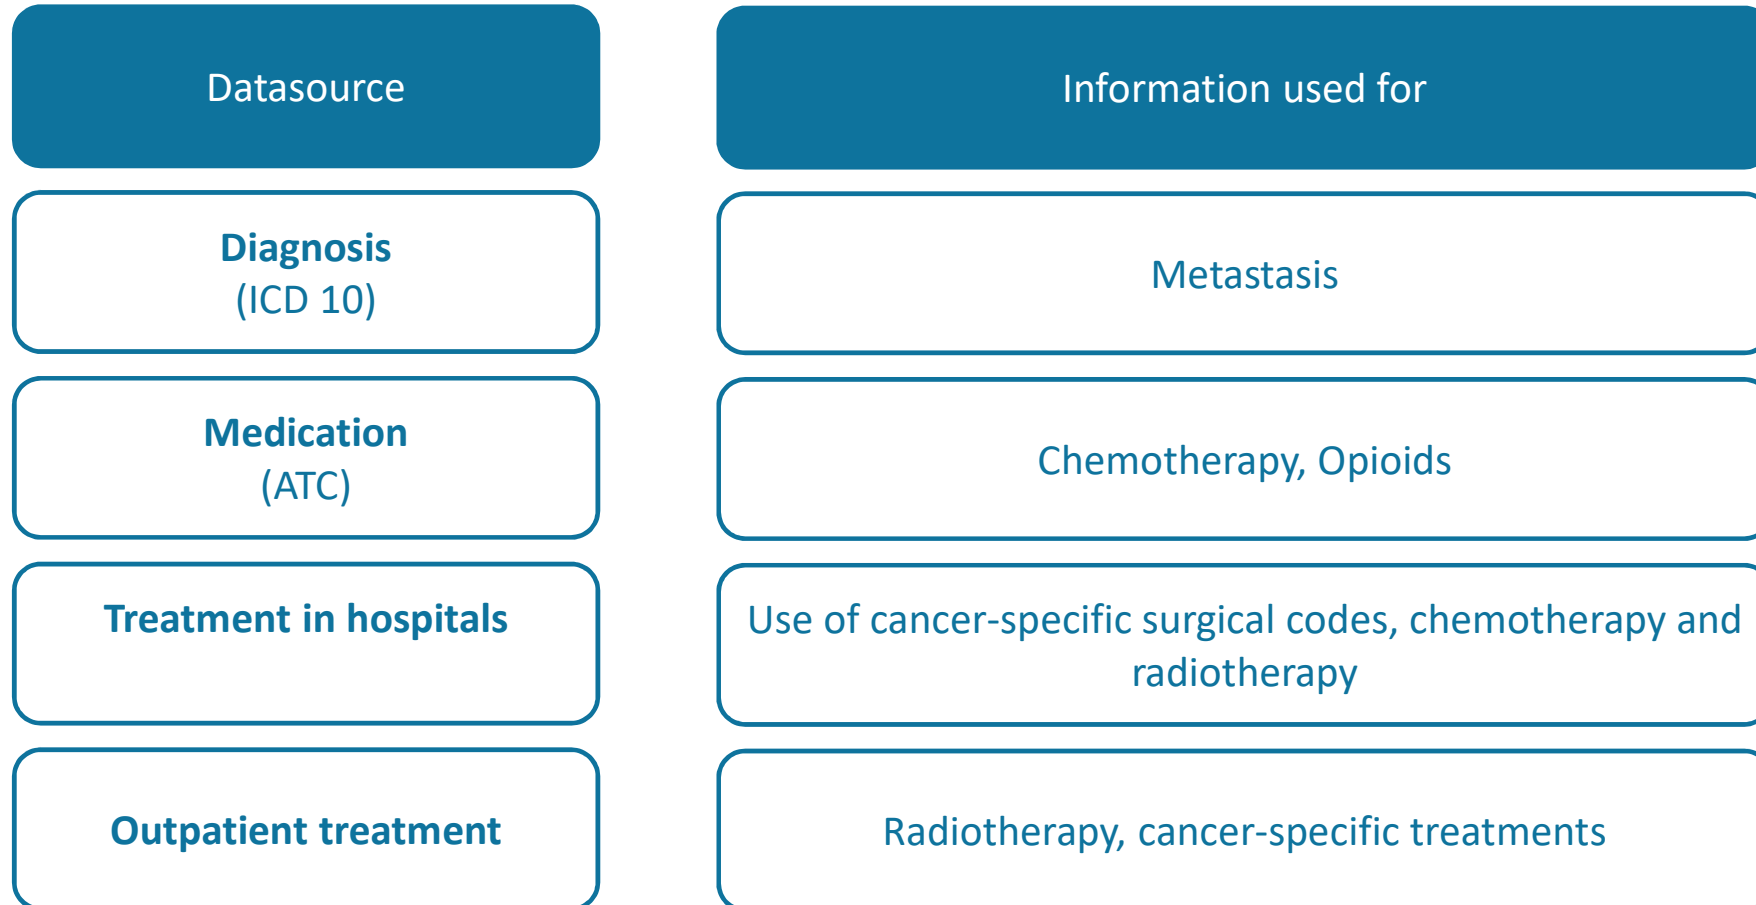 Datasource
Information used for
Diagnosis
(ICD 10)
Metastasis
Medication
(ATC)
Chemotherapy, Opioids
Treatment in hospitals
Use of cancer-specific surgical codes, chemotherapy and
radiotherapy
Outpatient treatment
Radiotherapy, cancer-specific treatments